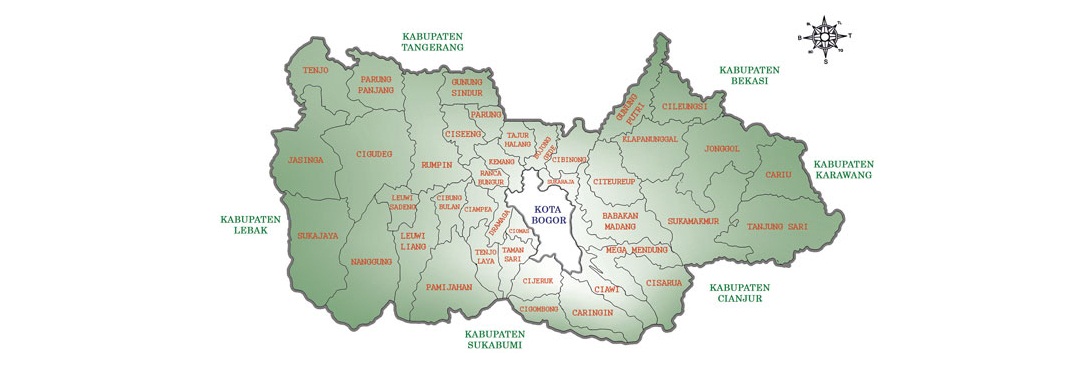 KABUPATEN
TANGERANG
KABUPATEN
BEKASI
B
T
S
TENJO
PARUNG
PANJANG
GUNUNG
SINDUR
GUNUNG
PUTRI
CILEUNGSI
PARUNG
CISEENG
TAJUR
HALANG
BOJONG
GEDE
CIBINONG
KLAPANUNGGAL
JONGGOL
JASINGA
CIGUDEG
RUMPIN
KEMANG
RANCA
BUNGUR
SUKARAJA
CITEUREUP
CARIU
KABUPATEN
KARAWANG
LEUWI
SADENG
CIBUNG
BULAN
CIAMPEA
DRAMAGA
CIOMAS
KOTA
BOGOR
BABAKAN
MADANG
SUKAMAKMUR
TANJUNG SARI
KABUPATEN
LEBAK
SUKAJAYA
NANGGUNG
LEUWI
LIANG
TENJO
LAYA
TAMAN
SARI
MEGA MENDUNG
PAMIJAHAN
CIJERUK
CIAWI
CISARUA
KABUPATEN
CIANJUR
CIGOMBONG
CARINGIN
KABUPATEN
SUKABUMI